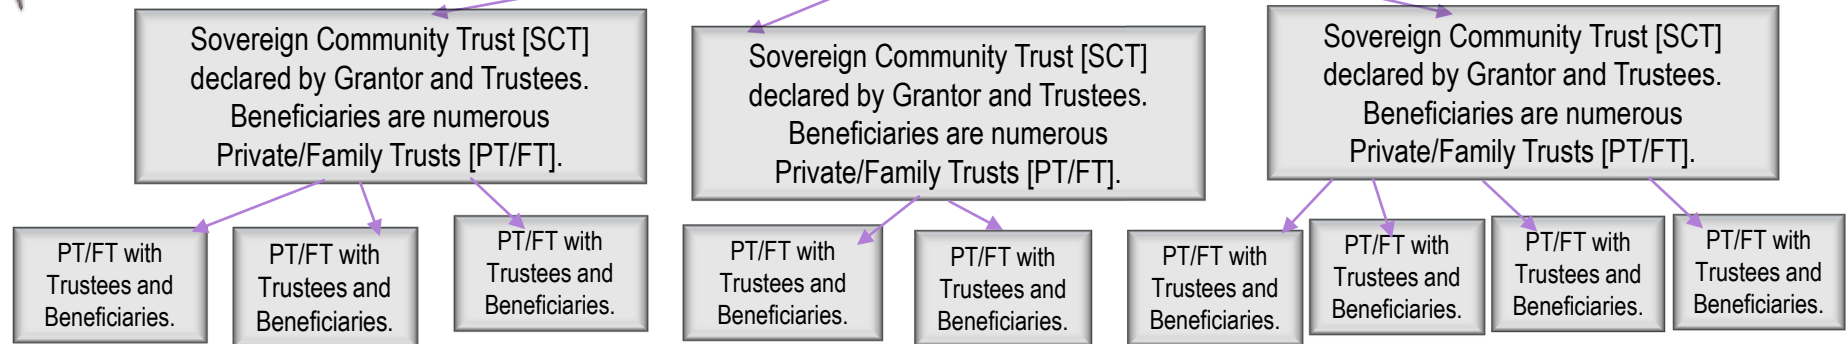 Sovereign Community Trust [SCT]
declared by Grantor and Trustees.
Beneficiaries are numerous
Private/Family Trusts [PT/FT].
Sovereign Community Trust [SCT]
declared by Grantor and Trustees.
Beneficiaries are numerous
Private/Family Trusts [PT/FT].
Sovereign Community Trust [SCT]
declared by Grantor and Trustees.
Beneficiaries are numerous
Private/Family Trusts [PT/FT].
PT/FT with
Trustees and
Beneficiaries.
PT/FT with
Trustees and
Beneficiaries.
PT/FT with
Trustees and
Beneficiaries.
PT/FT with
Trustees and
Beneficiaries.
PT/FT with
Trustees and
Beneficiaries.
PT/FT with
Trustees and
Beneficiaries.
PT/FT with
Trustees and
Beneficiaries.
PT/FT with
Trustees and
Beneficiaries.
PT/FT with
Trustees and
Beneficiaries.